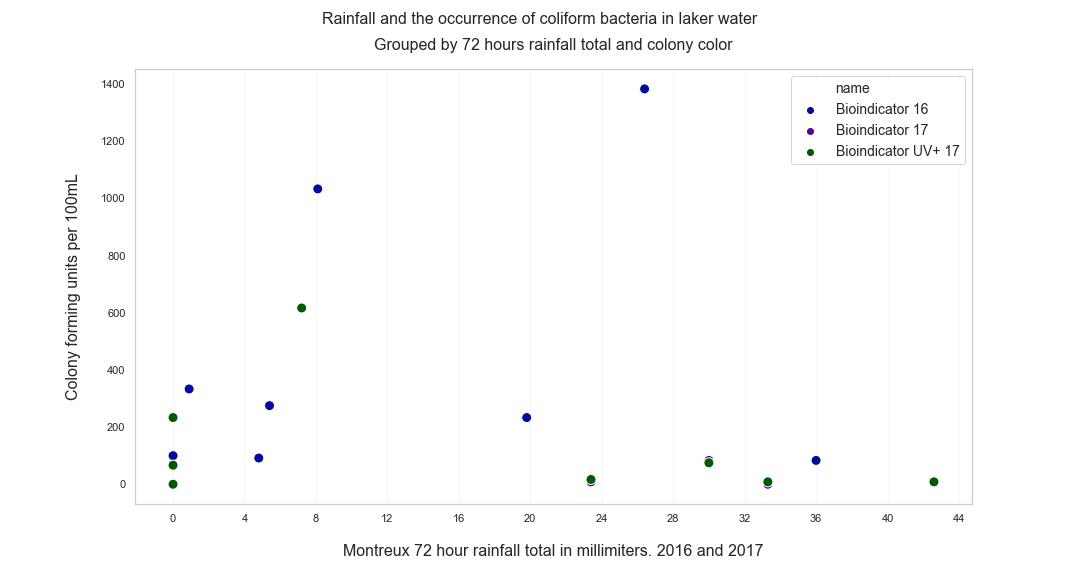 Rainfall and the occurrence of coliform bacteria in laker water
Grouped by 72 hours rainfall total and colony color
name
Bioindicator 16
Bioindicator 17
Bioindicator UV+ 17
Colony forming units per 100mL
1400
1200
1000
800
600
400
200
0
0 4 8 12 16 20 24 28 32 36 40 44
Montreux 72 hour rainfall total in millimiters. 2016 and 2017